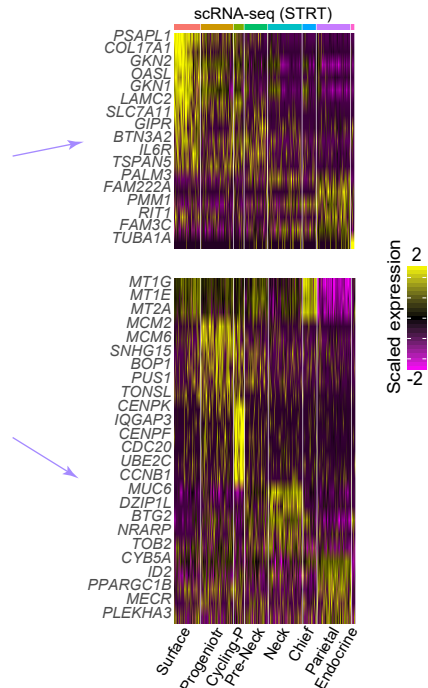 scRNA-seq (STRT)
PSAPL1
COL17A1
GKN2
OASL
GKN1
LAMC2
SLC7A11
GIPR
BTN3A2
IL6R
TSPAN5
PALM3
FAM222A
PMM1
RIT1
FAM3C
TUBA1A
MT1G
MT1E
MT2A
MCM2
MCM6
SNHG15
BOP1
PUS1
TONSL
CENPK
IQGAP3
CENPF
CDC20
UBE2C
CCNB1
MUC6
DZIP1L
BTG2
NRARP
TOB2
CYB5A
ID2
PPARGC1B
MECR
PLEKHA3
2
-2
Scaled expression
Surface
Progeniotr
Cycling-P
Pre-Neck
Neck
Chief
Parietal
Endocrine